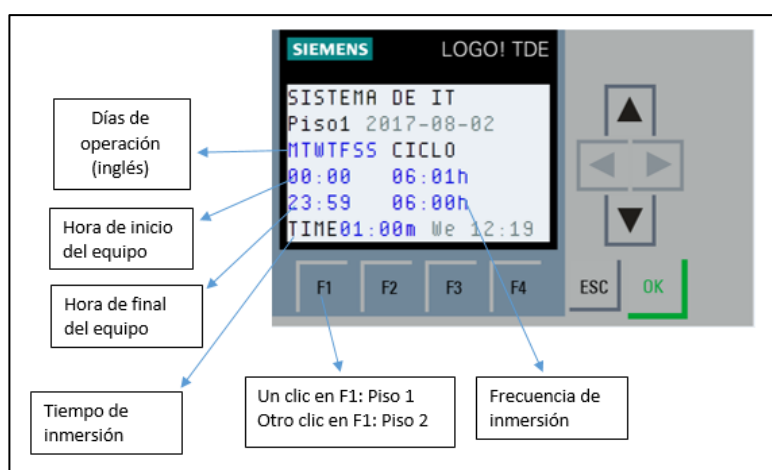 SIEMENS LOGO! TDE
SISTEMA DE IT
Piso1 2017-08-02
MTWTFSS CICLO
00:00 06:01h
23:59 06:00h
TIME01:00m We 12:19
F1 F2 F3 F4 ESC OK
Días de
operación
(inglés)
Hora de inicio
del equipo
Hora de final
del equipo
Tiempo de
inmersión
Un clic en F1: Piso 1
Otro clic en F1: Piso 2
Frecuencia de
inmersión